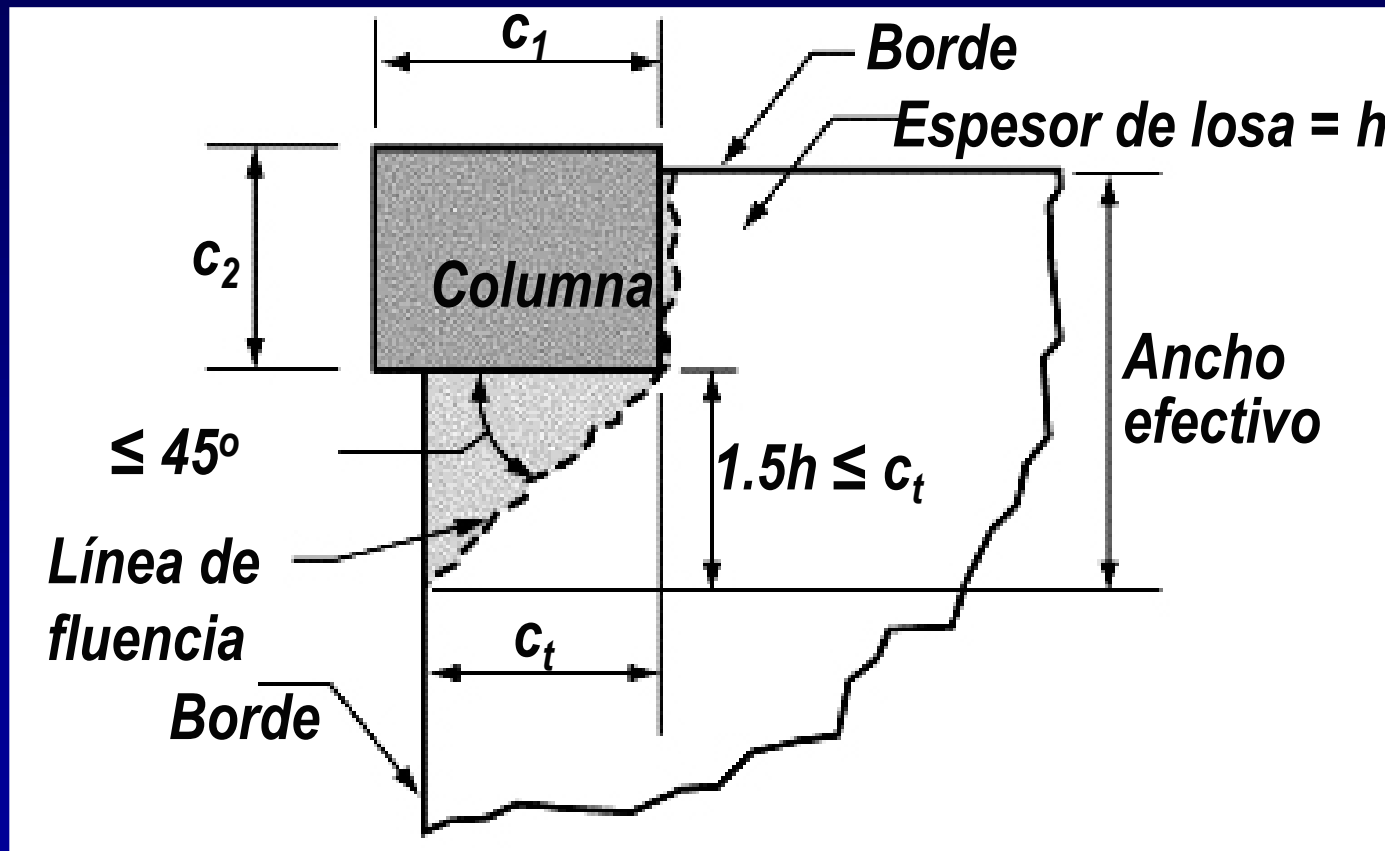 c1
Borde
Espesor de losa = h
c2
Columna
Ancho
efectivo
≤ 45º
1.5h ≤ ct
Línea de
fluencia
ct
Borde